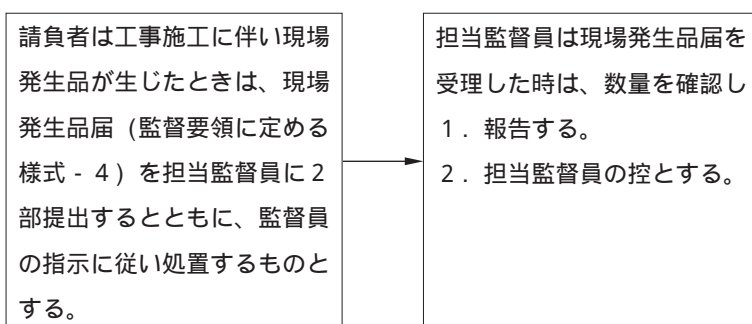 請負者は工事施工に伴い現場
発生品が生じたときは、現場
発生品届（監督要領に定める
様式‐４）を担当監督員に２
部提出するとともに、監督員
の指示に従い処置するものと
する。
担当監督員は現場発生品届を
受理した時は、数量を確認し
１．報告する。
２．担当監督員の控とする。